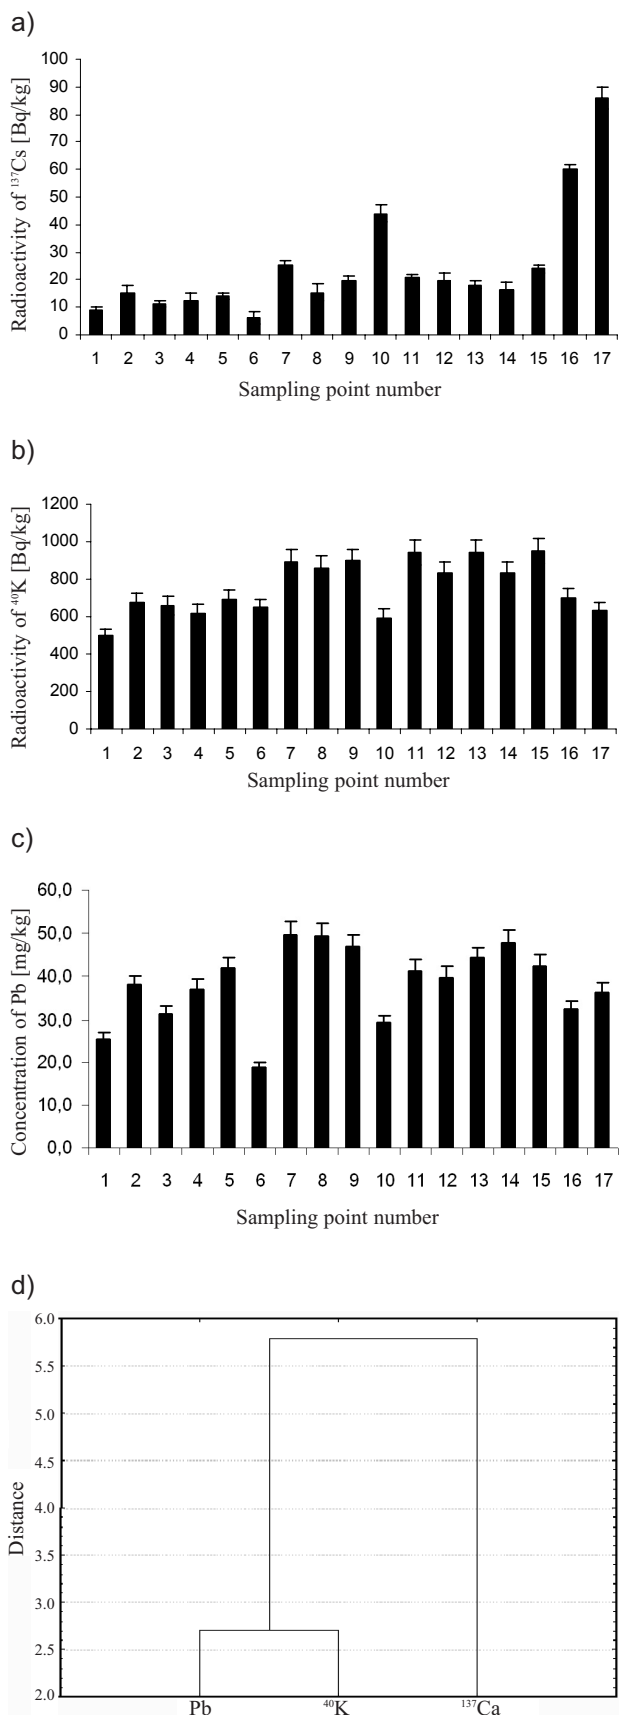 a)
Radioactivity of ¹³⁷Cs [Bq/kg]
100
90
80
70
60
50
40
30
20
10
0
1 2 3 4 5 6 7 8 9 10 11 12 13 14 15 16 17
Sampling point number
b)
Radioactivity of ⁴⁰K [Bq/kg]
1200
1000
800
600
400
200
0
1 2 3 4 5 6 7 8 9 10 11 12 13 14 15 16 17
Sampling point number
c)
Concentration of Pb [mg/kg]
60,0
50,0
40,0
30,0
20,0
10,0
0,0
1 2 3 4 5 6 7 8 9 10 11 12 13 14 15 16 17
Sampling point number
d)
Distance
6.0
5.5
5.0
4.5
4.0
3.5
3.0
2.5
2.0
Pb ⁴⁰K ¹³⁷Ca